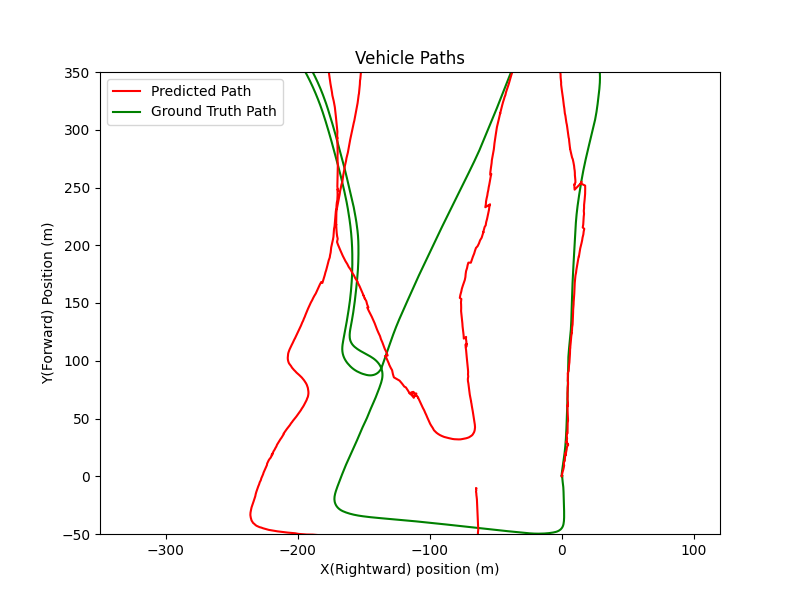 Vehicle Paths
Predicted Path
Ground Truth Path
350
300
250
200
150
100
50
0
−50
Y(Forward) Position (m)
−300
−200
−100
0
100
X(Rightward) position (m)